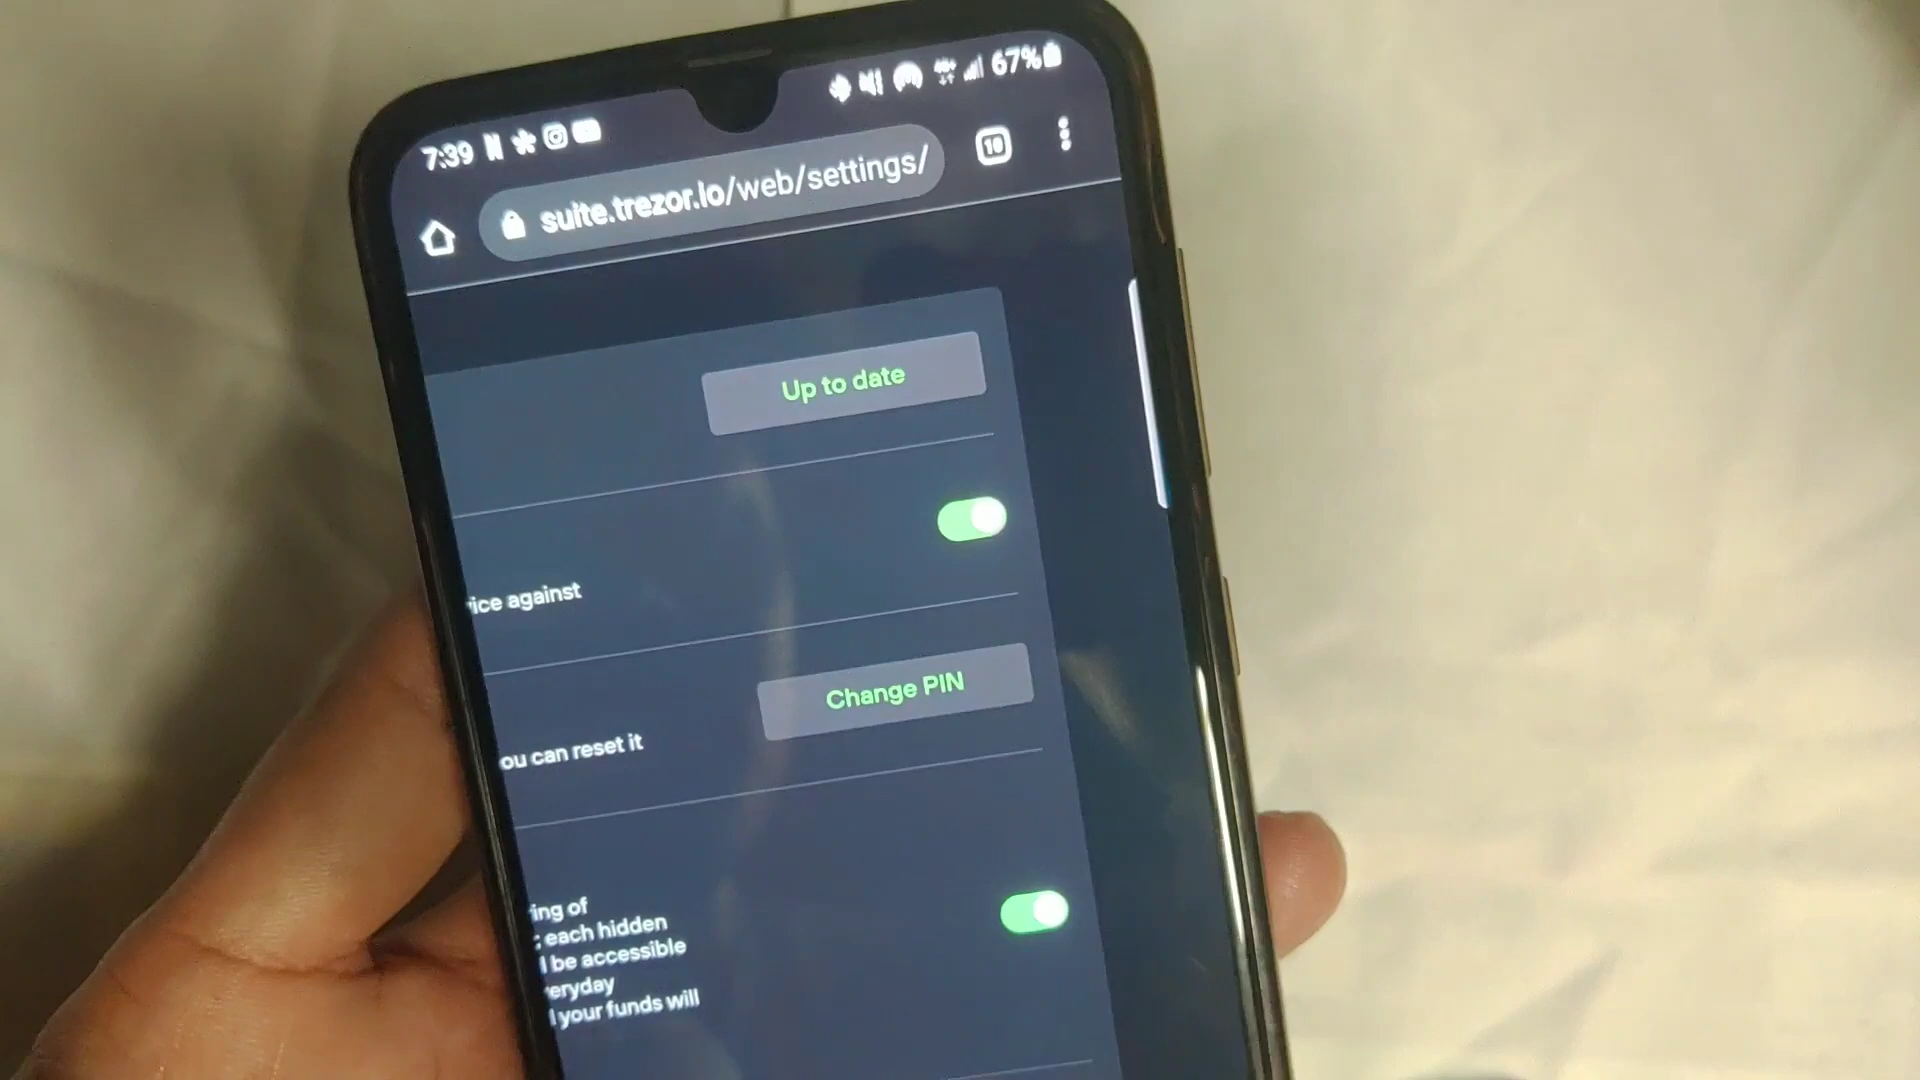 7:39
67%
suite.trezor.io/web/settings/
10
Up to date
ice against
Change PIN
ou can reset it
ing of
; each hidden
l be accessible
eryday
l your funds will